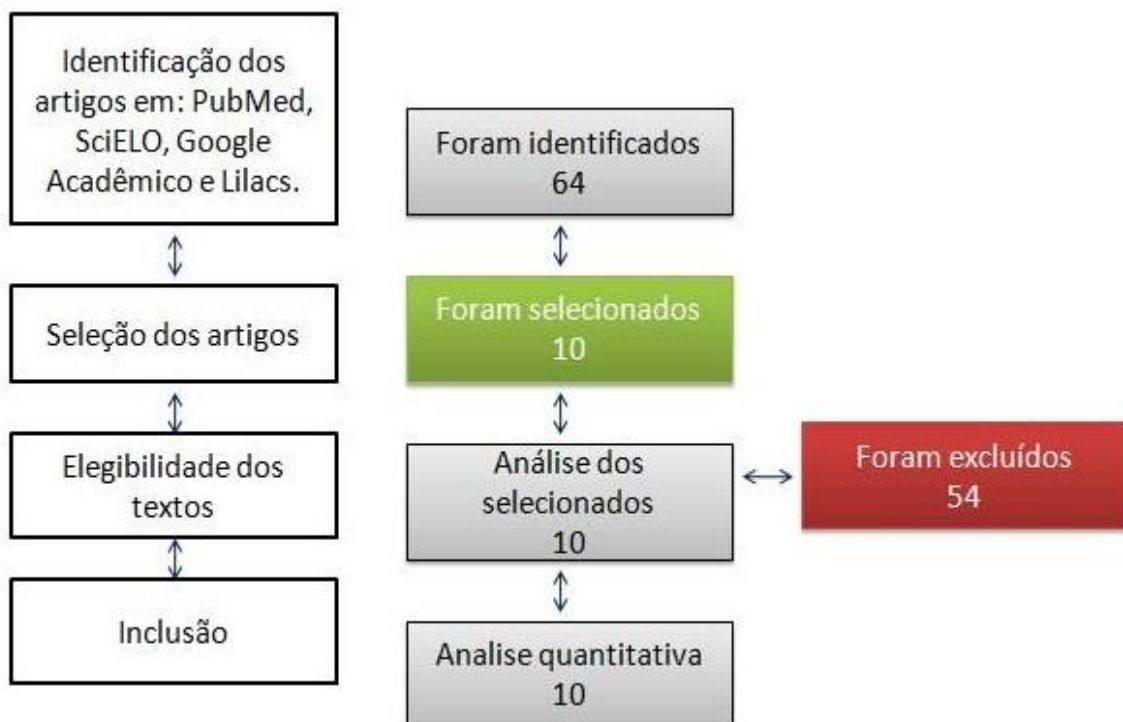 Identificação dos
artigos em: PubMed,
SciELO, Google
Acadêmico e Lilacs.
Seleção dos artigos
Elegibilidade dos
textos
Inclusão
Foram identificados
64
Foram selecionados
10
Análise dos
selecionados
10
Analise quantitativa
10
Foram excluídos
54